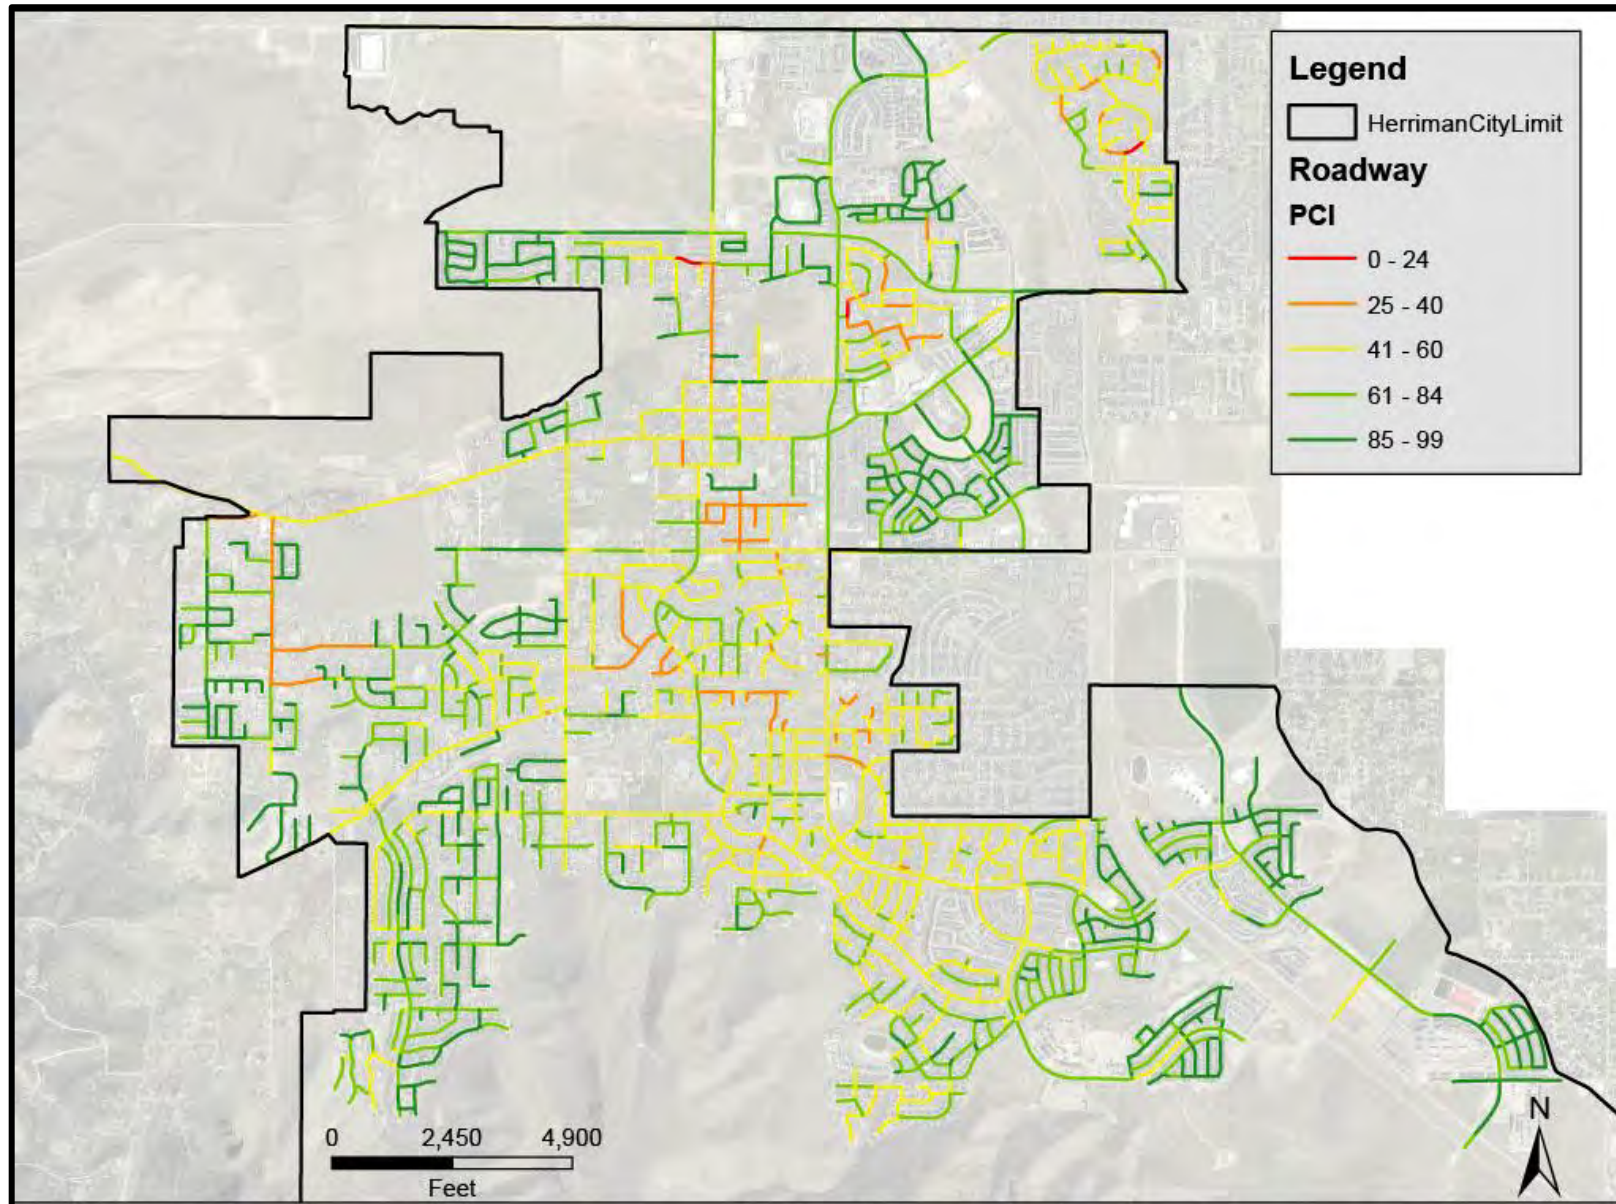 Legend
HerrimanCityLimit
Roadway
PCI
0 - 24
25 - 40
41 - 60
61 - 84
85 - 99
N
0 2,450 4,900
Feet